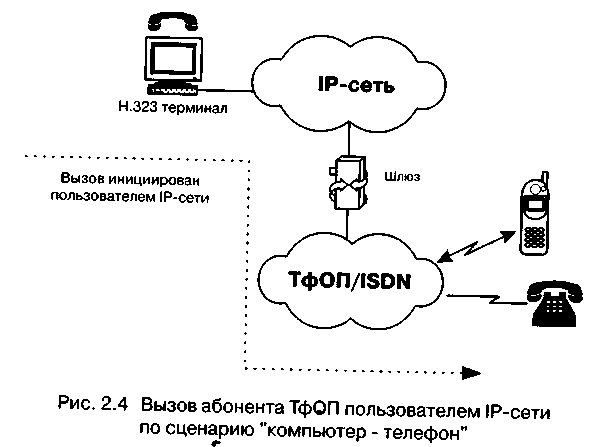 IP-сеть
Н.323 терминал
Вызов инициирован
пользователем IP-сети
Шлюз
ТфОП/ISDN
Рис. 2.4 Вызов абонента ТфОП пользователем IP-сети
по сценарию "компьютер - телефон"